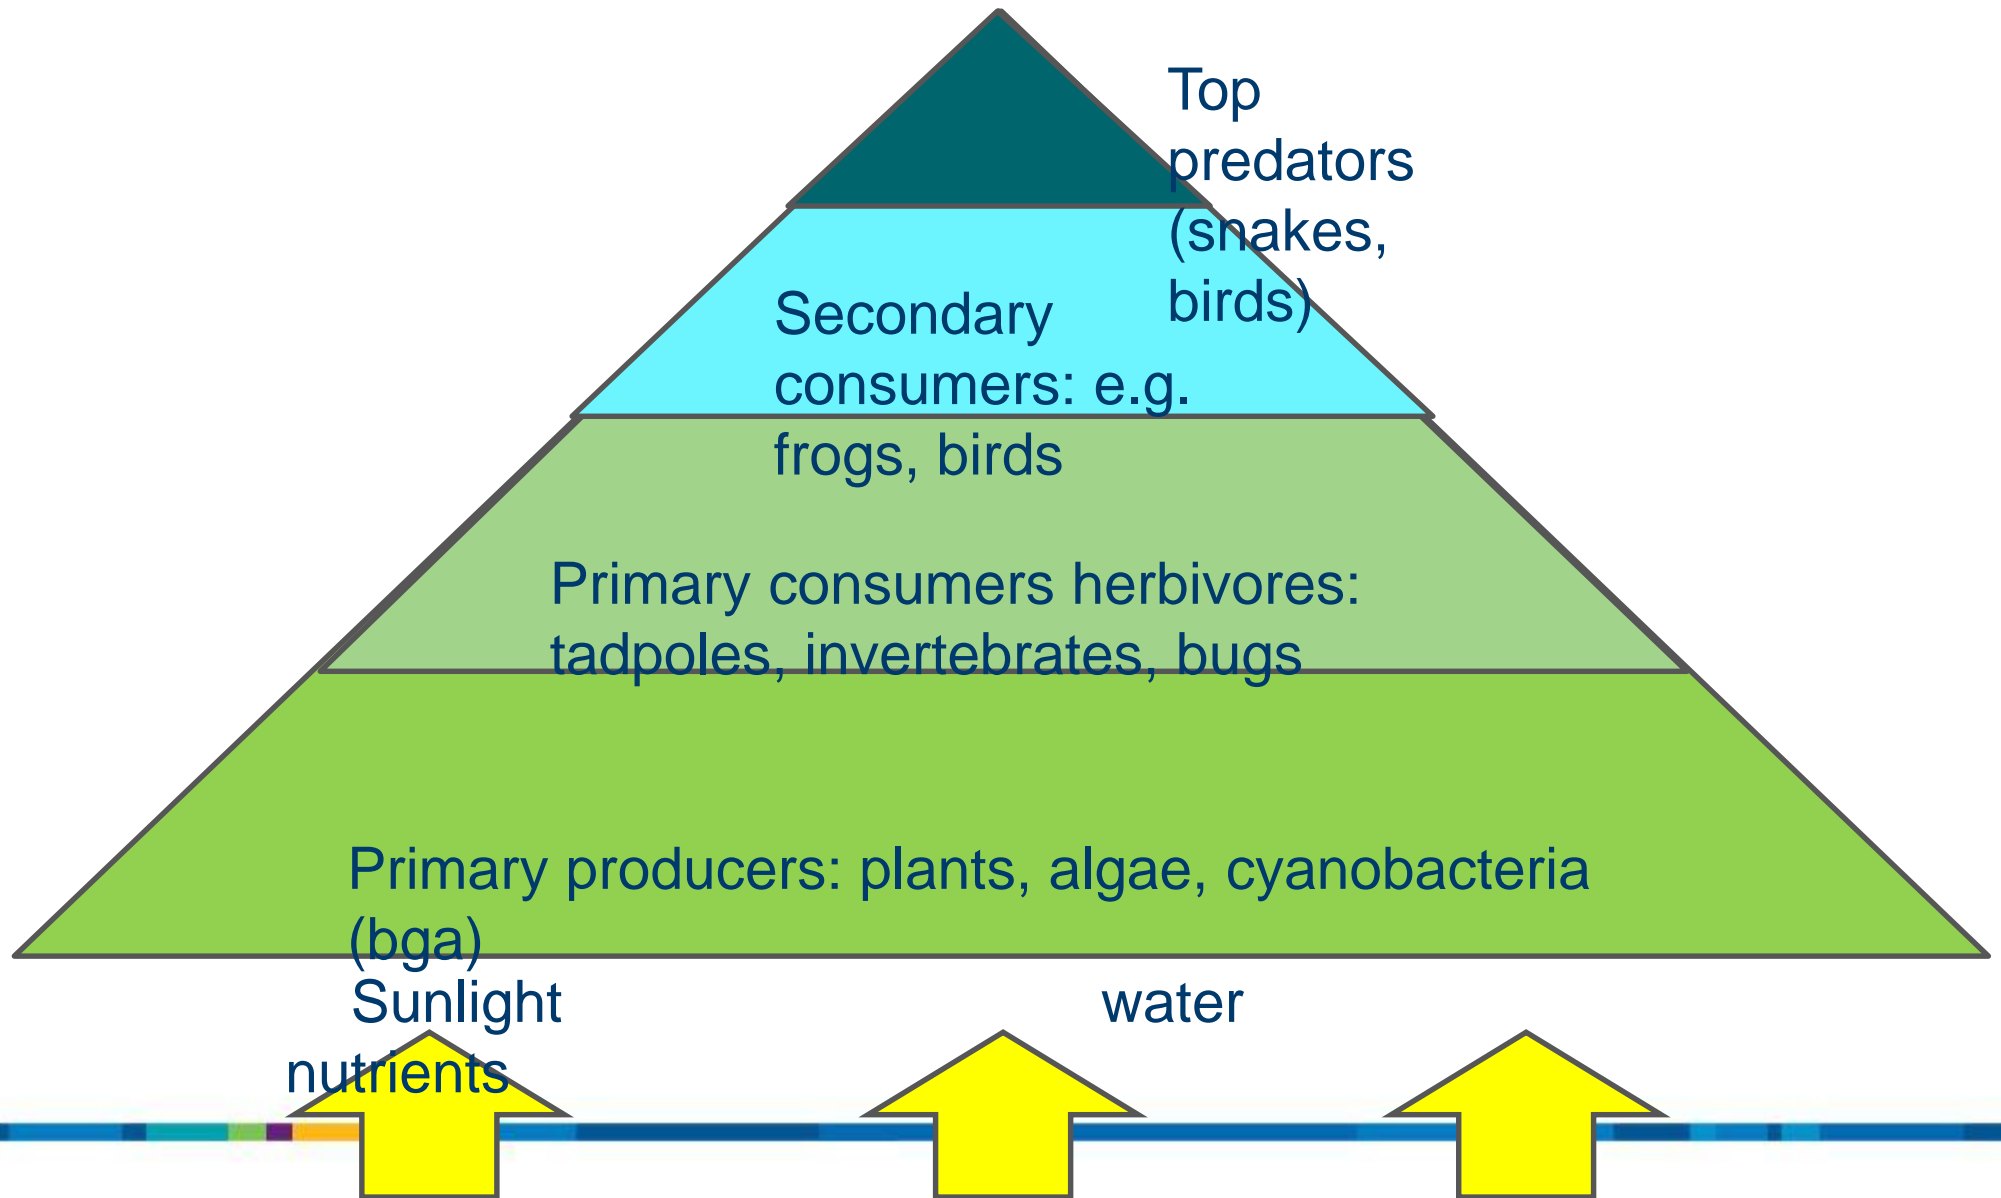 Top
predators
(snakes,
birds)
Secondary
consumers: e.g.
frogs, birds
Primary consumers herbivores:
tadpoles, invertebrates, bugs
Primary producers: plants, algae, cyanobacteria
(bga)
Sunlight water
nutrients